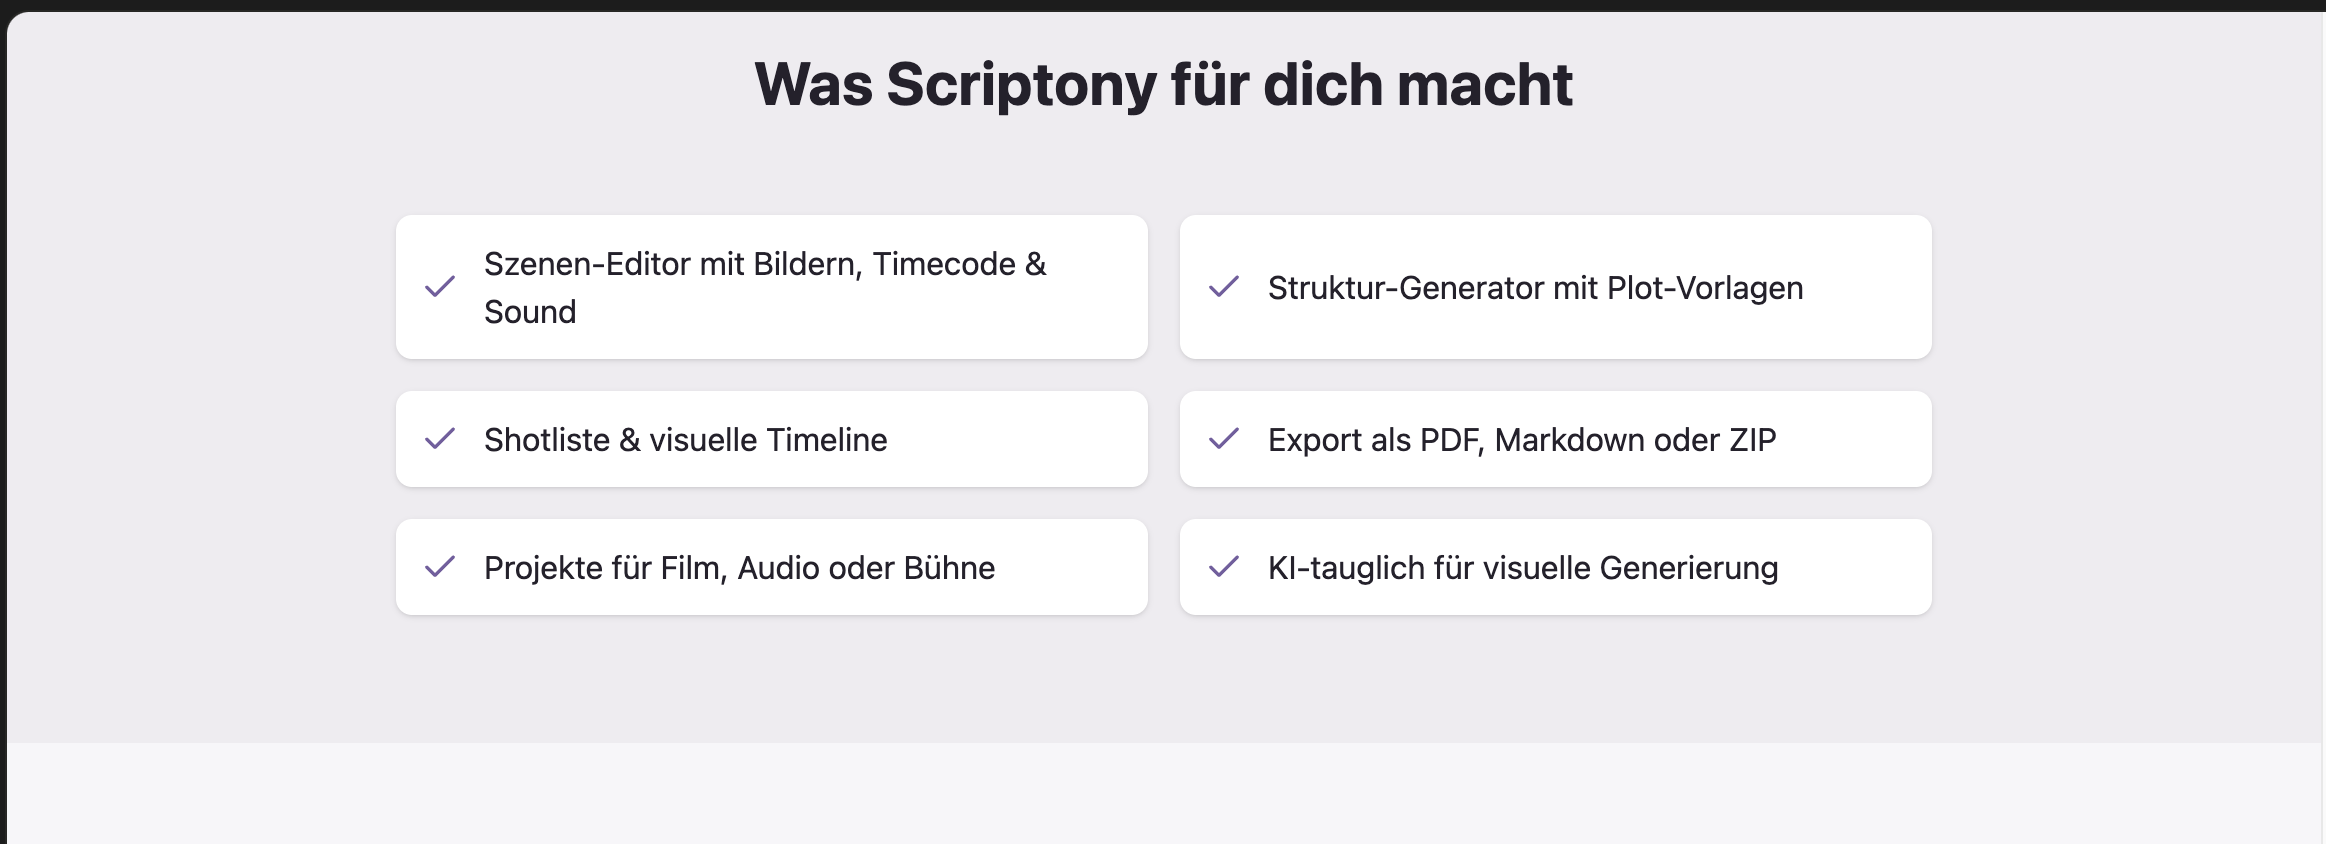 Was Scriptony für dich macht
Szenen-Editor mit Bildern, Timecode &
Sound
Struktur-Generator mit Plot-Vorlagen
Shotliste & visuelle Timeline
Export als PDF, Markdown oder ZIP
Projekte für Film, Audio oder Bühne
KI-tauglich für visuelle Generierung